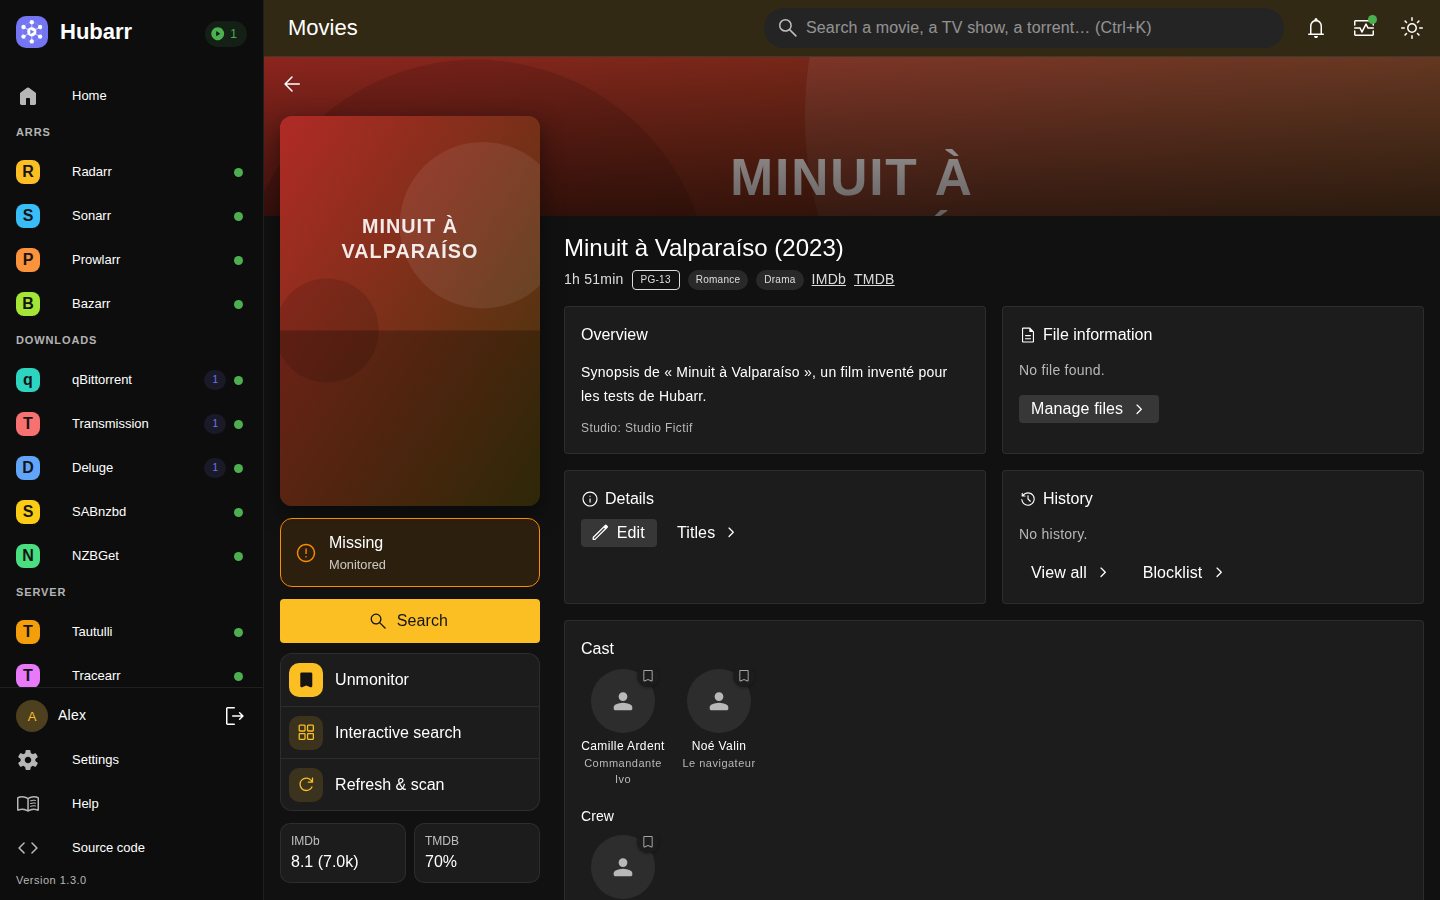 Hubarr
1
Home
ARRS
R Radarr
S Sonarr
P Prowlarr
B Bazarr
DOWNLOADS
q qBittorrent 1
T Transmission 1
D Deluge 1
S SABnzbd
N NZBGet
SERVER
T Tautulli
T Tracearr
A Alex
Settings
Help
Source code
Version 1.3.0
Movies
Search a movie, a TV show, a torrent… (Ctrl+K)
MINUIT À
MINUIT À
VALPARAÍSO
Missing
Monitored
Search
Unmonitor
Interactive search
Refresh & scan
IMDb
8.1 (7.0k)
TMDB
70%
Minuit à Valparaíso (2023)
1h 51min PG-13 Romance Drama IMDb TMDB
Overview
Synopsis de « Minuit à Valparaíso », un film inventé pour
les tests de Hubarr.
Studio: Studio Fictif
File information
No file found.
Manage files
Details
Edit Titles
History
No history.
View all Blocklist
Cast
Camille Ardent
Commandante
Ivo
Noé Valin
Le navigateur
Crew